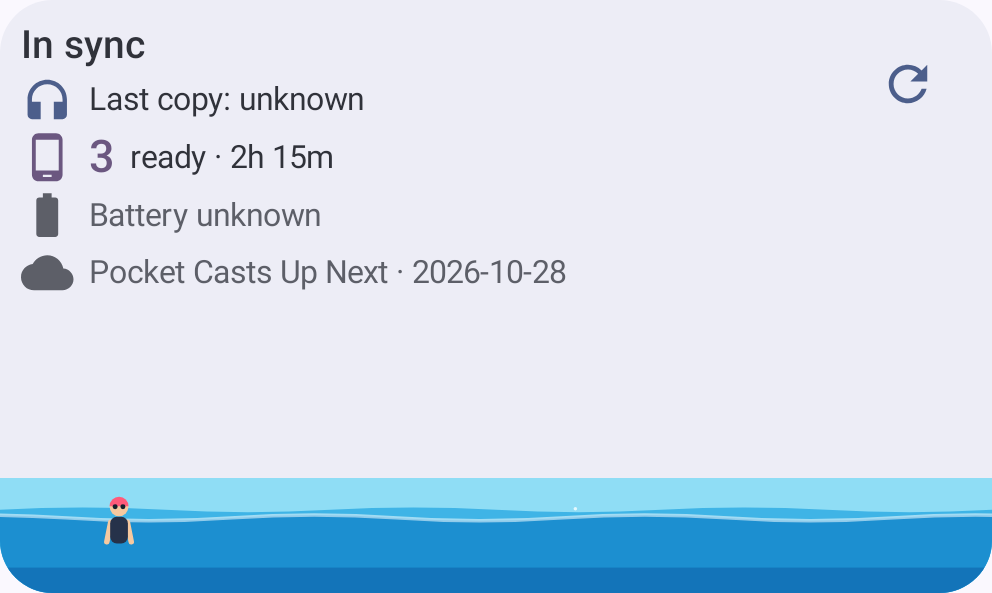 In sync
Last copy: unknown
3 ready · 2h 15m
Battery unknown
Pocket Casts Up Next · 2026-10-28